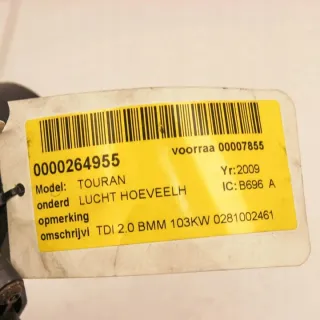 voorraa 00007855
0000264955
Yr: 2009
Model: TOURAN
IC: B696 A
onderd LUCHT HOEVEELH
opmerking
omschrijvi TDI 2.0 BMM 103KW 0281002461